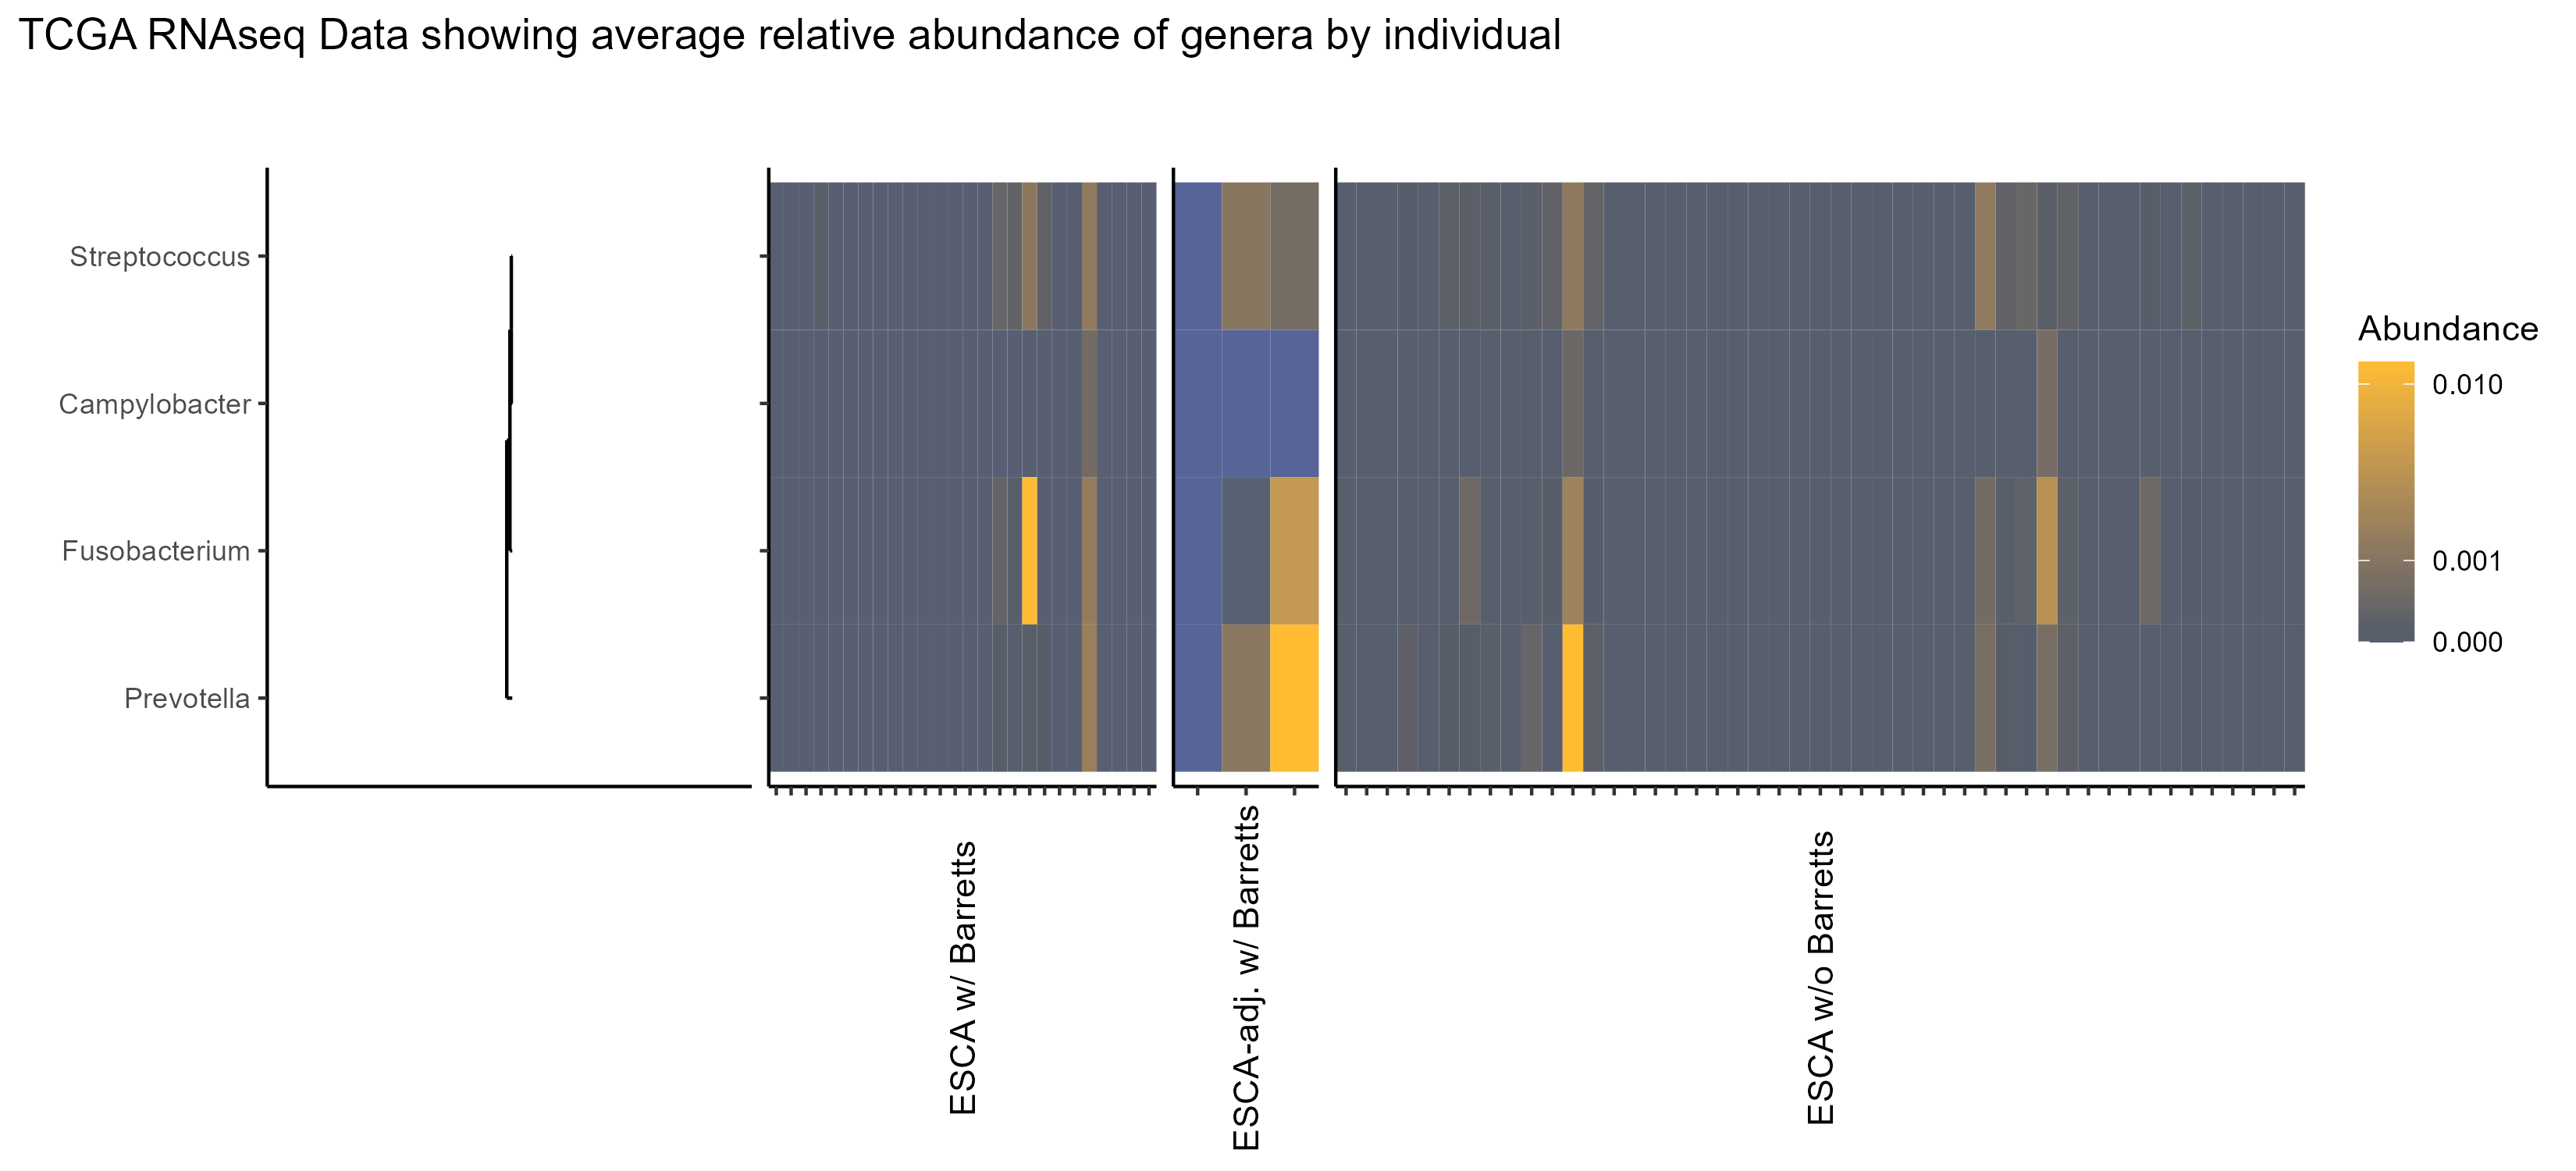 TCGA RNAseq Data showing average relative abundance of genera by individual
Streptococcus
Campylobacter
Fusobacterium
Prevotella
ESCA w/ Barretts
ESCA-adj. w/ Barretts
ESCA w/o Barretts
Abundance
0.010
0.001
0.000